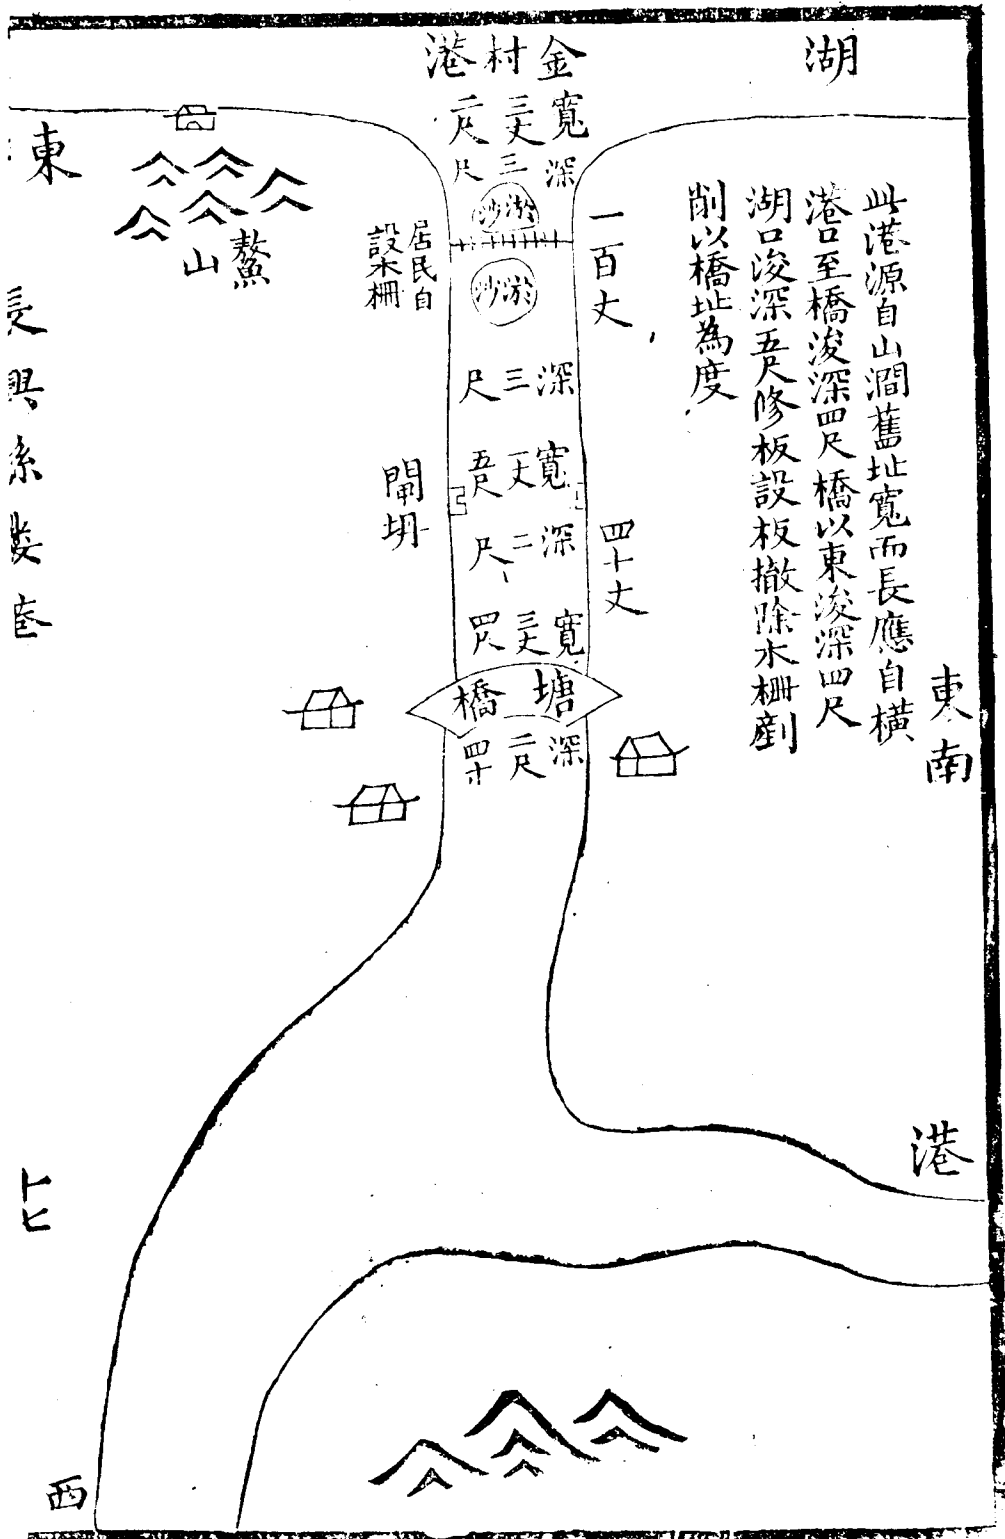 湖
金村港
寬三丈二尺
深三尺
淤沙
淤沙
一百丈
居民自
設木柵
鰲山
東
此港源自山澗舊址寬而長應自橫
港口至橋浚深四尺橋以東浚深四尺
湖口浚深五尺修板設板撤除木柵剷
削以橋址為度
深三尺
寬一丈五尺
閘坍
深二尺
四十丈
寬三丈四尺
塘橋
深二尺四寸
東南
港
西